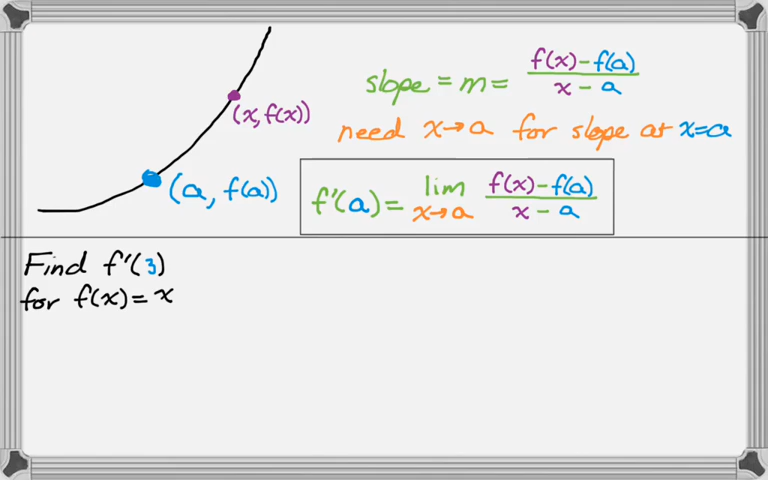 slope = m = f(x) - f(a) / x - a
(x, f(x))
need x→a for slope at x=a
(a, f(a))
f'(a) = lim x→a f(x) - f(a) / x - a
Find f'(3)
for f(x) = x